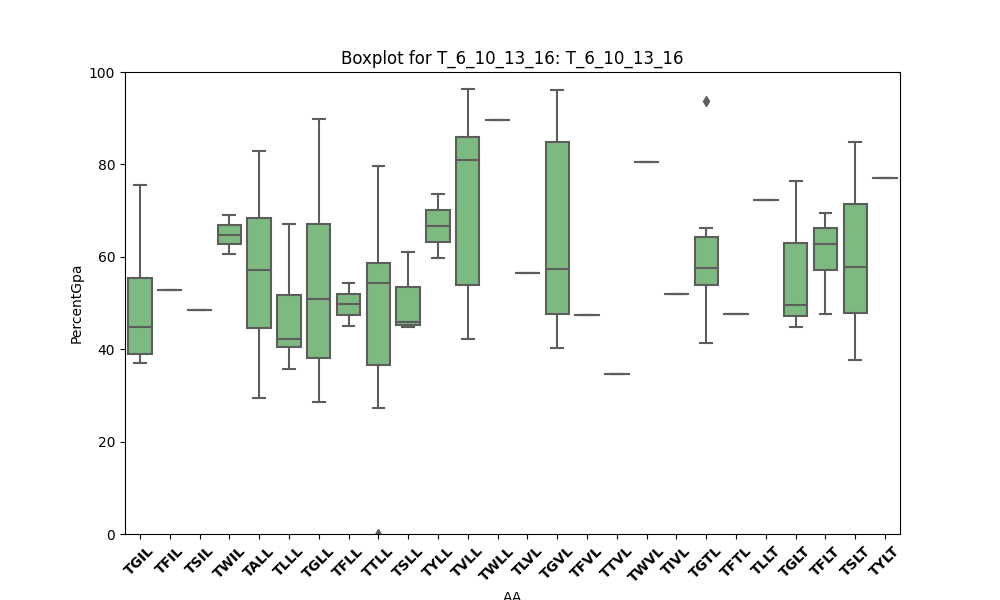 Boxplot for T_6_10_13_16: T_6_10_13_16
PercentGpa
100
80
60
40
20
0
TGIL TFIL TSIL TWIL TALL TLLL TGLL TFLL TTLL TSLL TYLL TVLL TWLL TLVL TGVL TFVL TTVL TWVL TIVL TGTL TFTL TLLT TGLT TFLT TSLT TYLT
AA